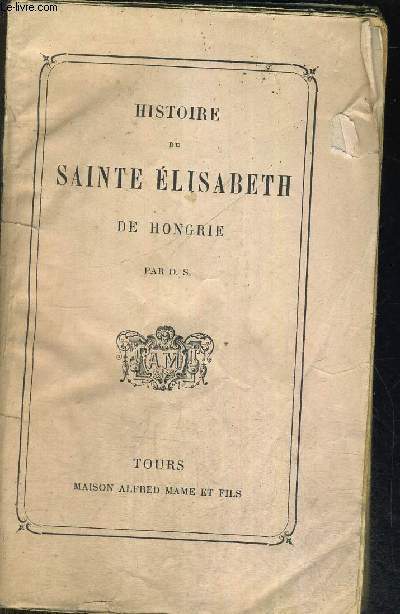 le-livre.com
HISTOIRE
DE
SAINTE ÉLISABETH
DE HONGRIE
PAR D. S.
AM
TOURS
MAISON ALFRED MAME ET FILS